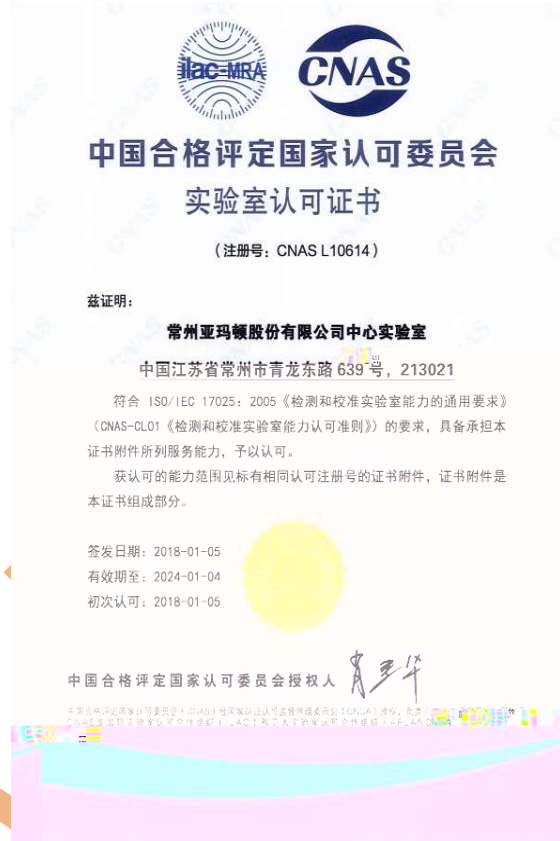 ilac-MRA
CNAS
中国合格评定国家认可委员会
实验室认可证书
（注册号：CNAS L10614）
兹证明：
常州亚玛顿股份有限公司中心实验室
中国江苏省常州市青龙东路 639 号，213021
符合 ISO/IEC 17025：2005《检测和校准实验室能力的通用要求》
（CNAS-CL01《检测和校准实验室能力认可准则》）的要求，具备承担本
证书附件所列服务能力，予以认可。
获认可的能力范围见标有相同认可注册号的证书附件，证书附件是
本证书组成部分。
签发日期：2018-01-05
有效期至：2024-01-04
初次认可：2018-01-05
中国合格评定国家认可委员会授权人